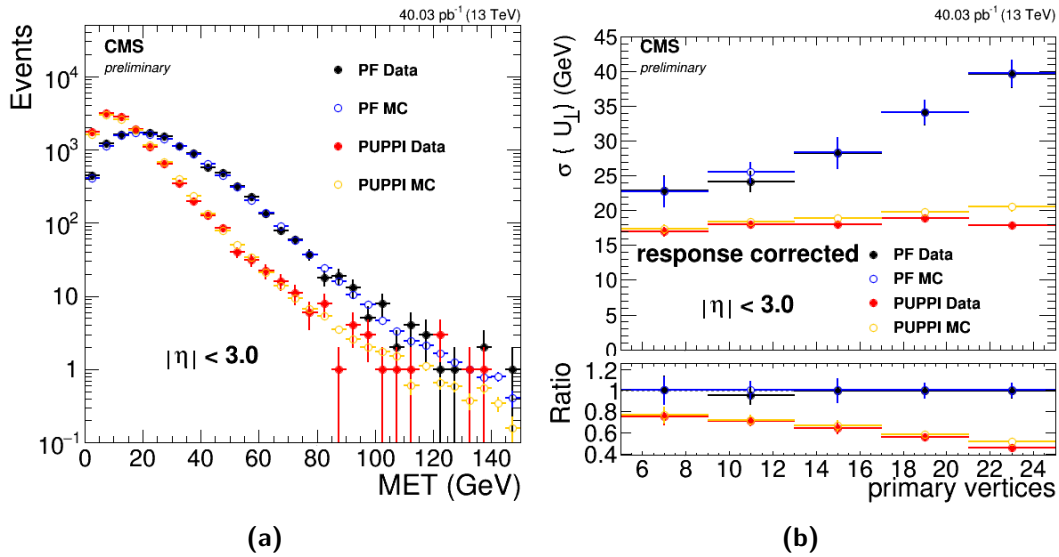 40.03 pb⁻¹ (13 TeV)
CMS
preliminary
PF Data
PF MC
PUPPI Data
PUPPI MC
|η| < 3.0
Events
10⁴
10³
10²
10
1
10⁻¹
0 20 40 60 80 100 120 140
MET (GeV)
(a)
40.03 pb⁻¹ (13 TeV)
CMS
preliminary
σ ( U⊥) (GeV)
45
40
35
30
25
20
15
10
5
0
response corrected
|η| < 3.0
PF Data
PF MC
PUPPI Data
PUPPI MC
Ratio
1.2
1
0.8
0.6
0.4
6 8 10 12 14 16 18 20 22 24
primary vertices
(b)